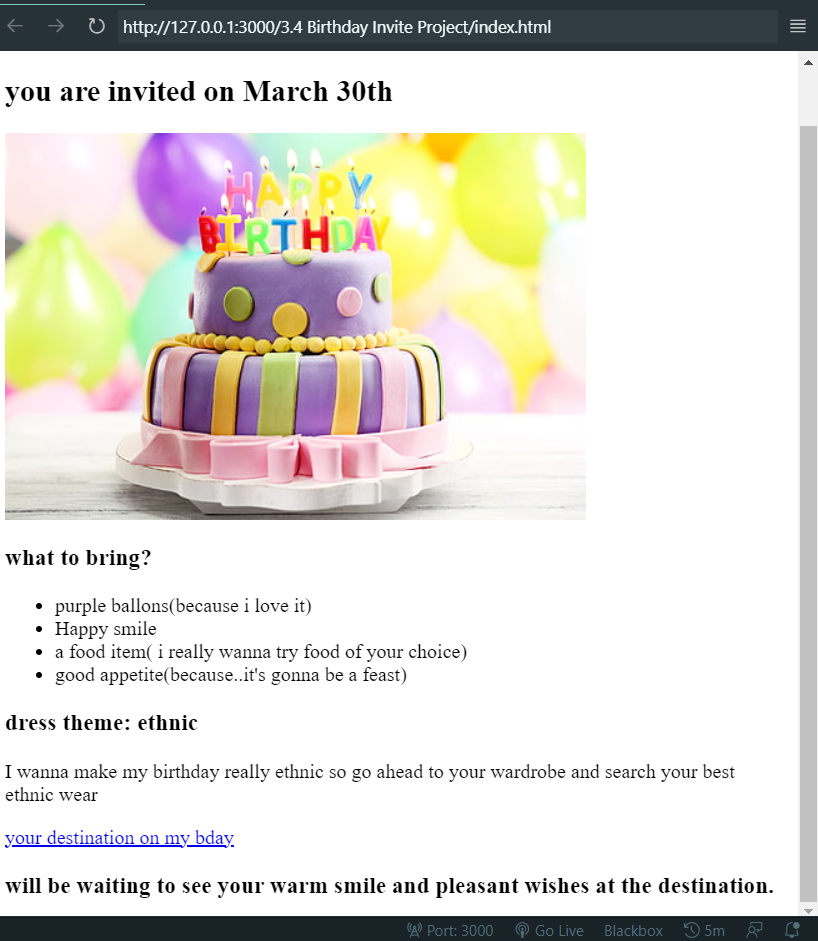 http://127.0.0.1:3000/3.4 Birthday Invite Project/index.html
you are invited on March 30th
HAPPY
BIRTHDAY
what to bring?
purple ballons(because i love it)
Happy smile
a food item( i really wanna try food of your choice)
good appetite(because..it's gonna be a feast)
dress theme: ethnic
I wanna make my birthday really ethnic so go ahead to your wardrobe and search your best
ethnic wear
your destination on my bday
will be waiting to see your warm smile and pleasant wishes at the destination.
Port: 3000 Go Live Blackbox 5m